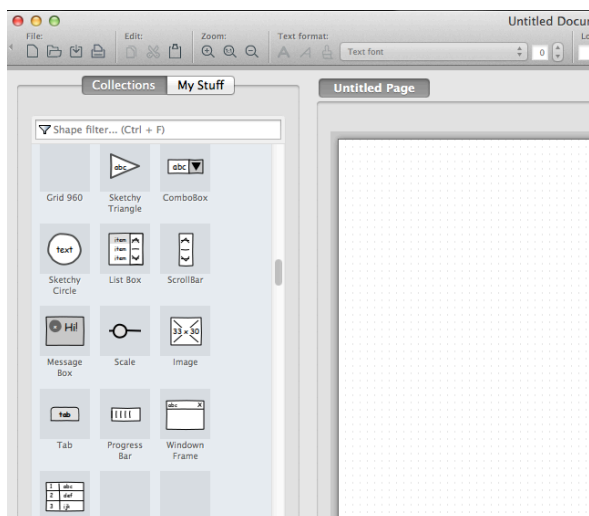 Untitled Docu
File:
Edit:
Zoom:
Text format:
Lo
Text font
0
Collections
My Stuff
Untitled Page
Shape filter... (Ctrl + F)
abc
abc
Grid 960
Sketchy
Triangle
ComboBox
text
item
item
item
Sketchy
Circle
List Box
ScrollBar
Hi!
33 x 30
Message
Box
Scale
Image
tab
abc X
Tab
Progress
Bar
Windown
Frame
1 abc
2 def
3 ijk